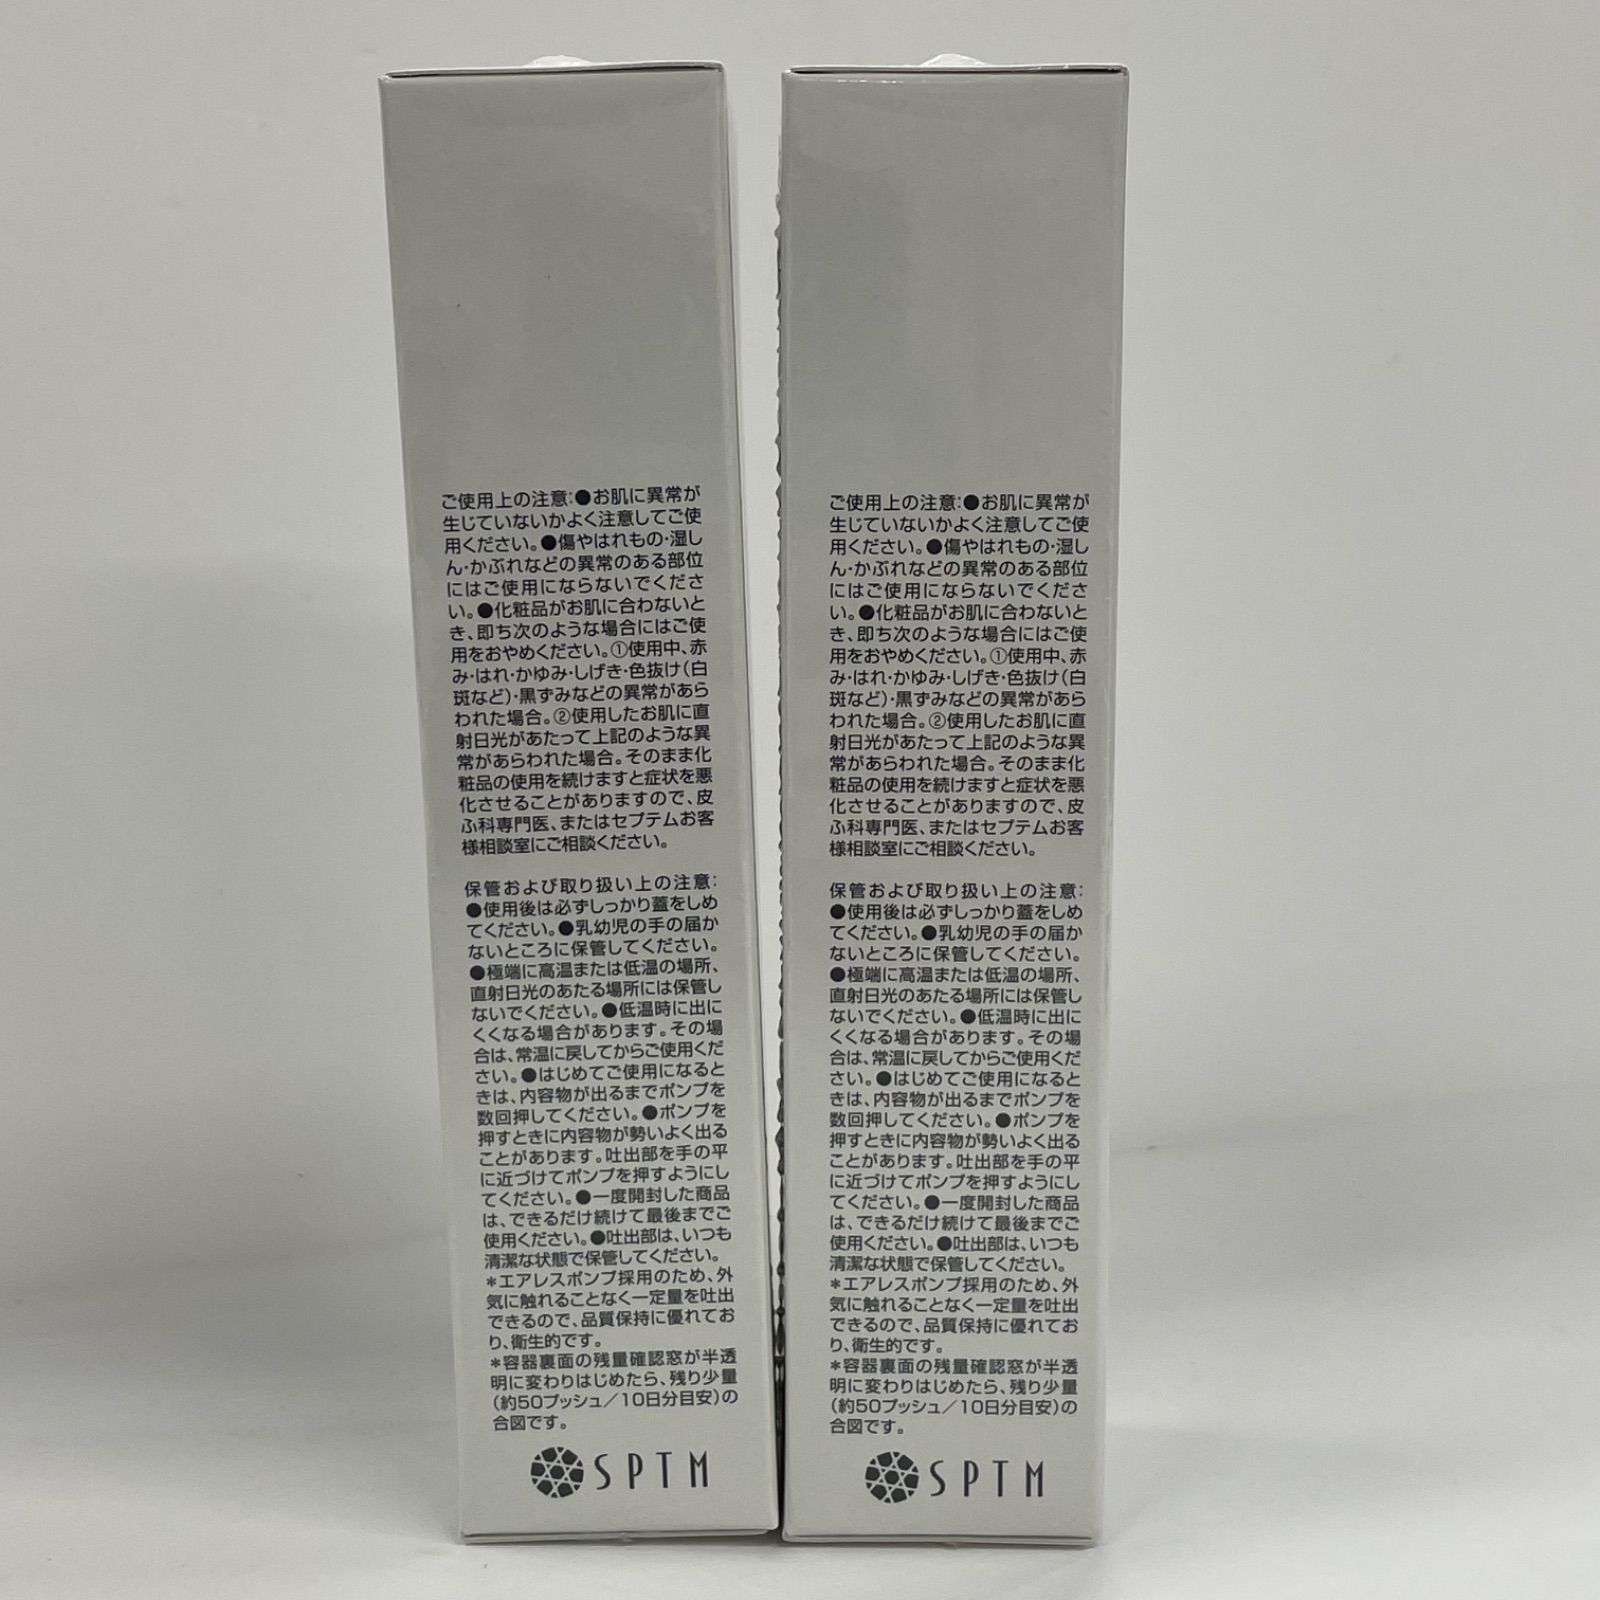 ご使用上の注意:●お肌に異常が
生じていないかよく注意してご使
用ください。●傷やはれもの・湿し
ん・かぶれなどの異常のある部位
にはご使用にならないでくださ
い。●化粧品がお肌に合わないと
き、即ち次のような場合にはご使
用をおやめください。①使用中、赤
み・はれ・かゆみ・しげき・色抜け(白
斑など)・黒ずみなどの異常があら
われた場合。②使用したお肌に直
射日光があたって上記のような異
常があらわれた場合。そのまま化
粧品の使用を続けますと症状を悪
化させることがありますので、皮
ふ科専門医、またはセプテムお客
様相談室にご相談ください。
保管および取り扱い上の注意:
●使用後は必ずしっかり蓋をしめ
てください。●乳幼児の手の届か
ないところに保管してください。
●極端に高温または低温の場所、
直射日光のあたる場所には保管し
ないでください。●低温時に出に
くくなる場合があります。その場
合は、常温に戻してからご使用くだ
さい。●はじめてご使用になると
きは、内容物が出るまでポンプを
数回押してください。●ポンプを
押すときに内容物が勢いよく出る
ことがあります。吐出部を手の平
に近づけてポンプを押すようにし
てください。●一度開封した商品
は、できるだけ続けて最後までご
使用ください。●吐出部は、いつも
清潔な状態で保管してください。
*エアレスポンプ採用のため、外
気に触れることなく一定量を吐出
できるので、品質保持に優れてお
り、衛生的です。
*容器裏面の残量確認窓が半透
明に変わりはじめたら、残り少量
(約50プッシュ/10日分目安)の
合図です。
SPTM
ご使用上の注意:●お肌に異常が
生じていないかよく注意してご使
用ください。●傷やはれもの・湿し
ん・かぶれなどの異常のある部位
にはご使用にならないでくださ
い。●化粧品がお肌に合わないと
き、即ち次のような場合にはご使
用をおやめください。①使用中、赤
み・はれ・かゆみ・しげき・色抜け(白
斑など)・黒ずみなどの異常があら
われた場合。②使用したお肌に直
射日光があたって上記のような異
常があらわれた場合。そのまま化
粧品の使用を続けますと症状を悪
化させることがありますので、皮
ふ科専門医、またはセプテムお客
様相談室にご相談ください。
保管および取り扱い上の注意:
●使用後は必ずしっかり蓋をしめ
てください。●乳幼児の手の届か
ないところに保管してください。
●極端に高温または低温の場所、
直射日光のあたる場所には保管し
ないでください。●低温時に出に
くくなる場合があります。その場
合は、常温に戻してからご使用くだ
さい。●はじめてご使用になると
きは、内容物が出るまでポンプを
数回押してください。●ポンプを
押すときに内容物が勢いよく出る
ことがあります。吐出部を手の平
に近づけてポンプを押すようにし
てください。●一度開封した商品
は、できるだけ続けて最後までご
使用ください。●吐出部は、いつも
清潔な状態で保管してください。
*エアレスポンプ採用のため、外
気に触れることなく一定量を吐出
できるので、品質保持に優れてお
り、衛生的です。
*容器裏面の残量確認窓が半透
明に変わりはじめたら、残り少量
(約50プッシュ/10日分目安)の
合図です。
SPTM